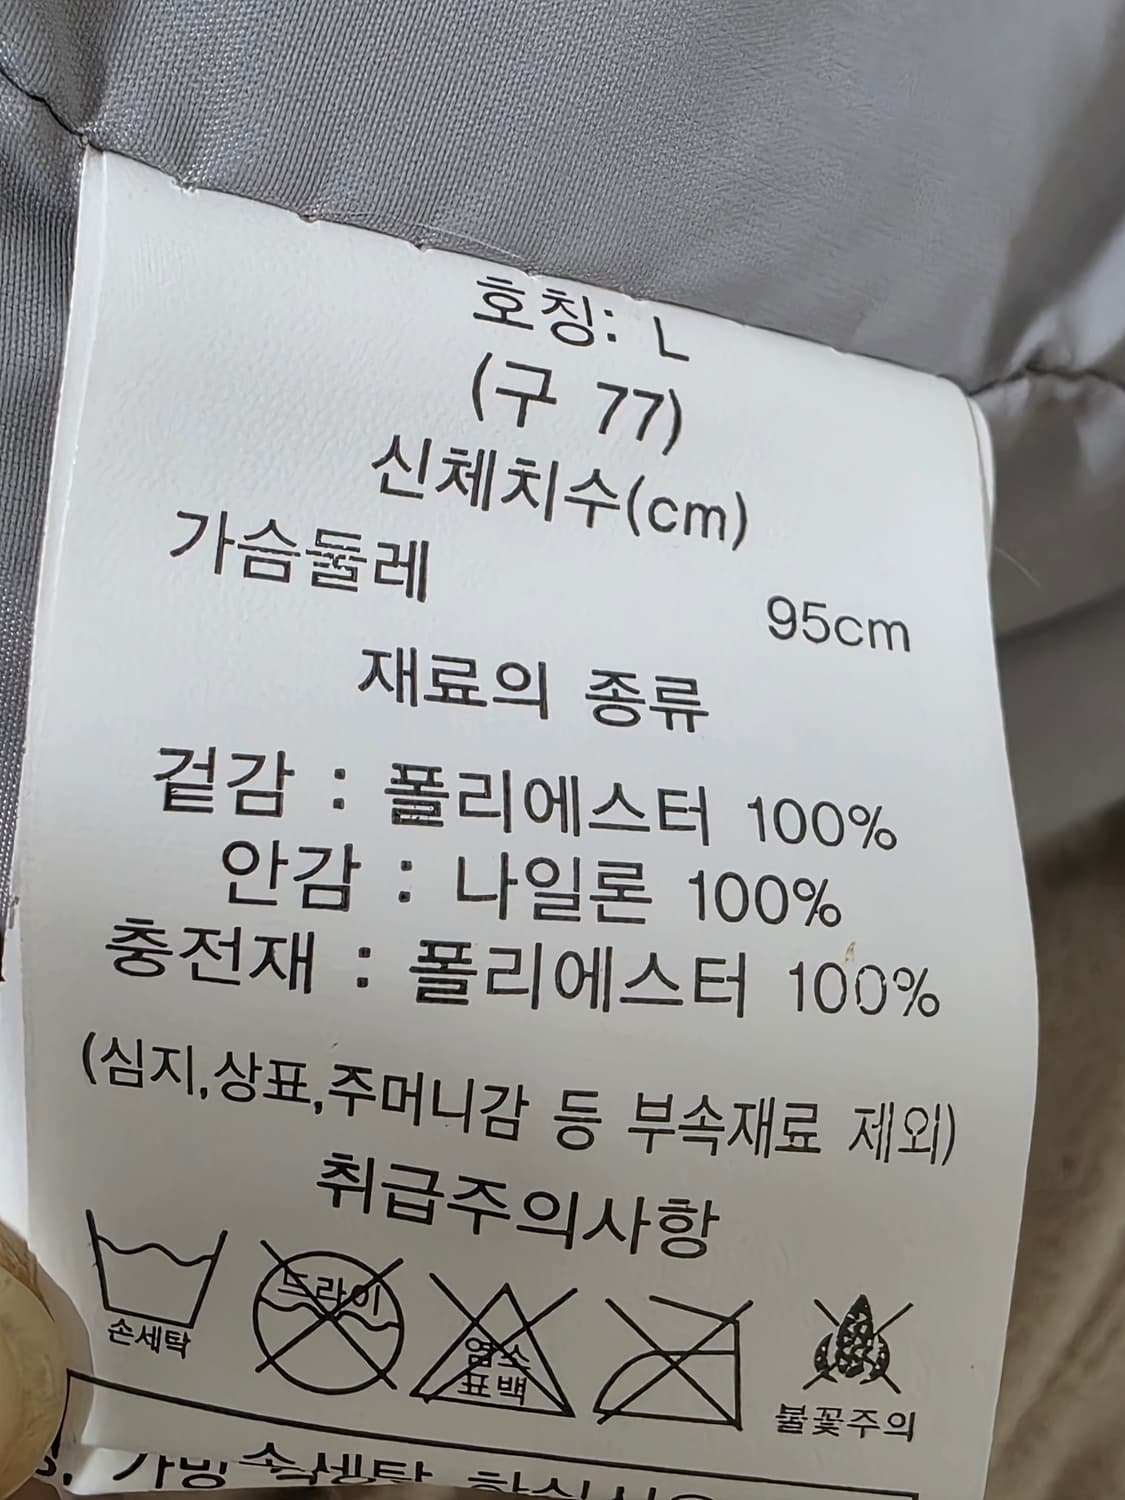 호칭: L
(구 77)
신체치수(cm)
가슴둘레
95cm
재료의 종류
겉감 : 폴리에스터 100%
안감 : 나일론 100%
충전재 : 폴리에스터 100%
(심지,상표,주머니감 등 부속재료 제외)
취급주의사항
손세탁
드라이
염소
표백
불꽃주의
손세탁